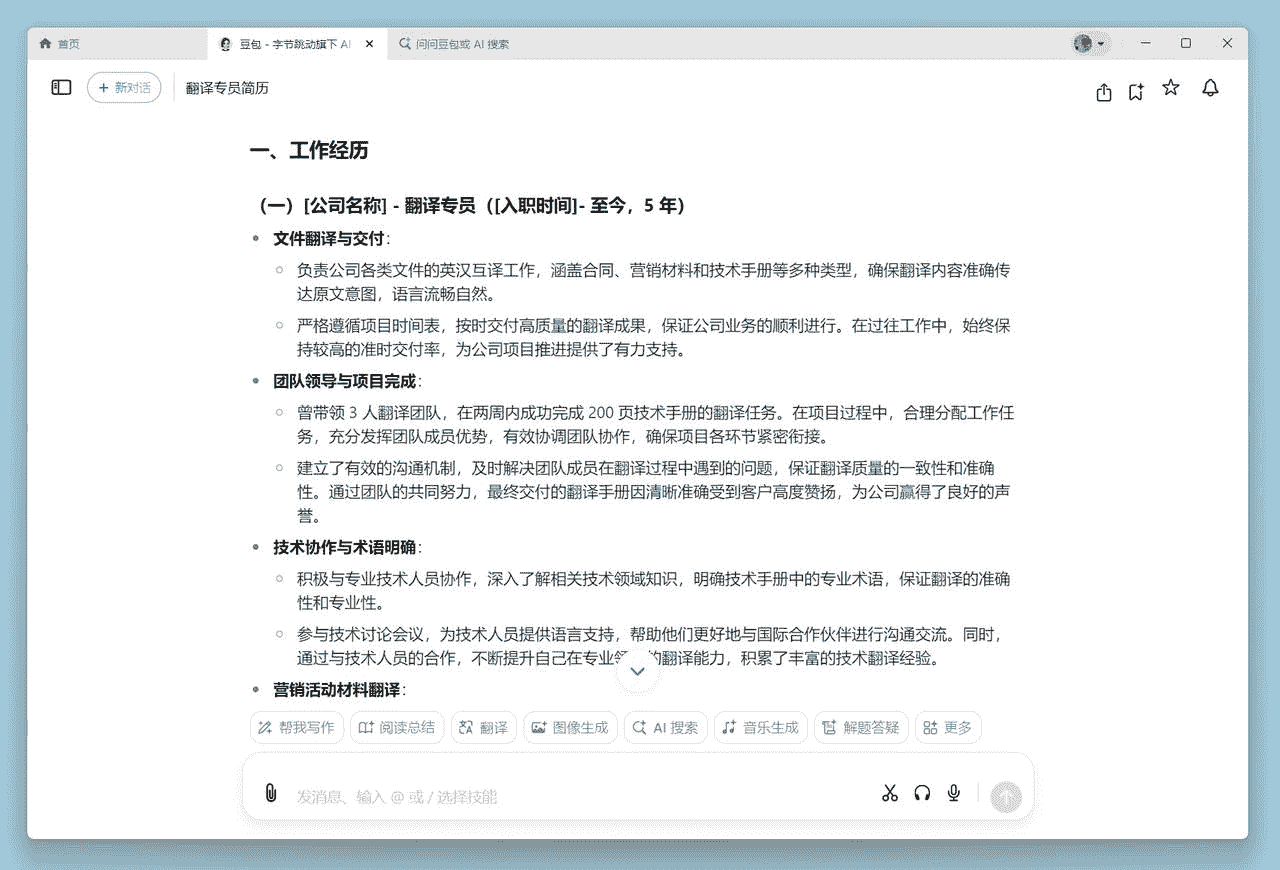 首页
豆包 - 字节跳动旗下 AI
问问豆包或 AI 搜索
新对话
翻译专员简历
一、工作经历
（一）[公司名称] - 翻译专员（[入职时间]- 至今，5 年）
文件翻译与交付：
负责公司各类文件的英汉互译工作，涵盖合同、营销材料和技术手册等多种类型，确保翻译内容准确传
达原文意图，语言流畅自然。
严格遵循项目时间表，按时交付高质量的翻译成果，保证公司业务的顺利进行。在过往工作中，始终保
持较高的准时交付率，为公司项目推进提供了有力支持。
团队领导与项目完成：
曾带领 3 人翻译团队，在两周内成功完成 200 页技术手册的翻译任务。在项目过程中，合理分配工作任
务，充分发挥团队成员优势，有效协调团队协作，确保项目各环节紧密衔接。
建立了有效的沟通机制，及时解决团队成员在翻译过程中遇到的问题，保证翻译质量的一致性和准确
性。通过团队的共同努力，最终交付的翻译手册因清晰准确受到客户高度赞扬，为公司赢得了良好的声
誉。
技术协作与术语明确：
积极与专业技术人员协作，深入了解相关技术领域知识，明确技术手册中的专业术语，保证翻译的准确
性和专业性。
参与技术讨论会议，为技术人员提供语言支持，帮助他们更好地与国际合作伙伴进行沟通交流。同时，
通过与技术人员的合作，不断提升自己在专业 的翻译能力，积累了丰富的技术翻译经验。
营销活动材料翻译：
帮我写作
阅读总结
翻译
图像生成
AI 搜索
音乐生成
解题答疑
更多
发消息、输入 @ 或 / 选择技能